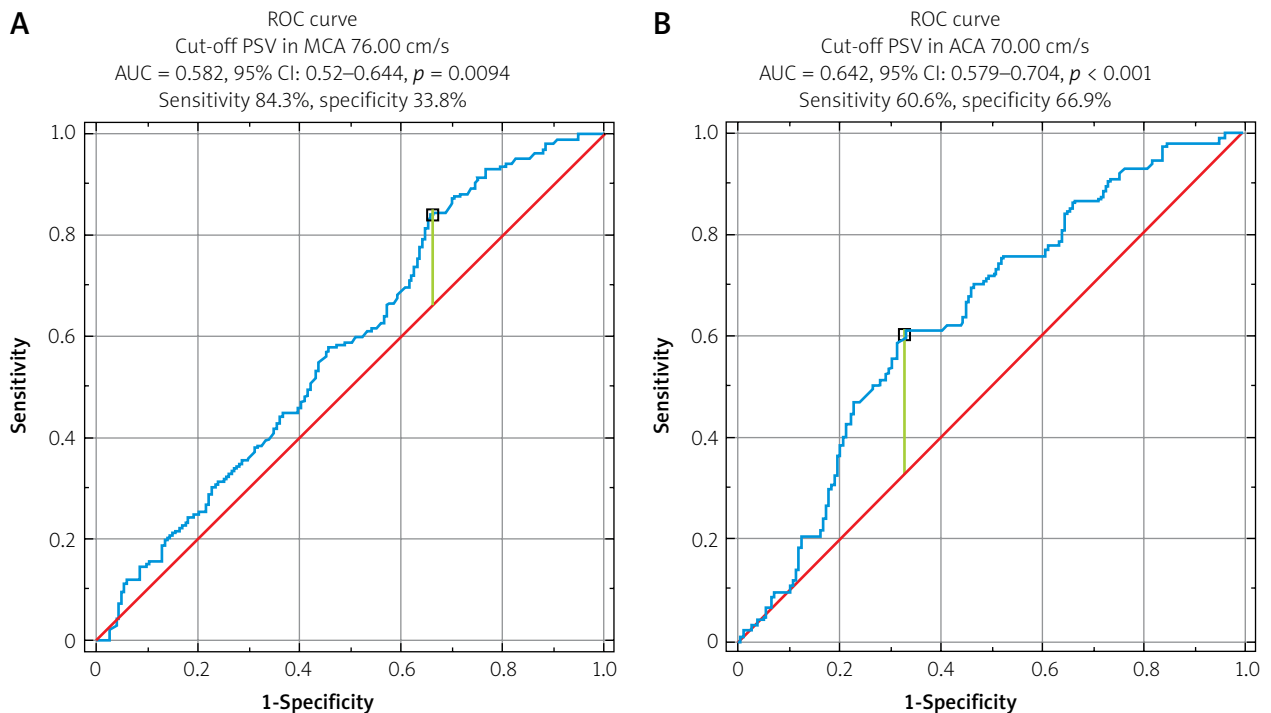 A
ROC curve
Cut-off PSV in MCA 76.00 cm/s
AUC = 0.582, 95% CI: 0.52–0.644, p = 0.0094
Sensitivity 84.3%, specificity 33.8%
1.0
0.8
0.6
0.4
0.2
0
Sensitivity
0 0.2 0.4 0.6 0.8 1.0
1-Specificity
B
ROC curve
Cut-off PSV in ACA 70.00 cm/s
AUC = 0.642, 95% CI: 0.579–0.704, p < 0.001
Sensitivity 60.6%, specificity 66.9%
1.0
0.8
0.6
0.4
0.2
0
Sensitivity
0 0.2 0.4 0.6 0.8 1.0
1-Specificity